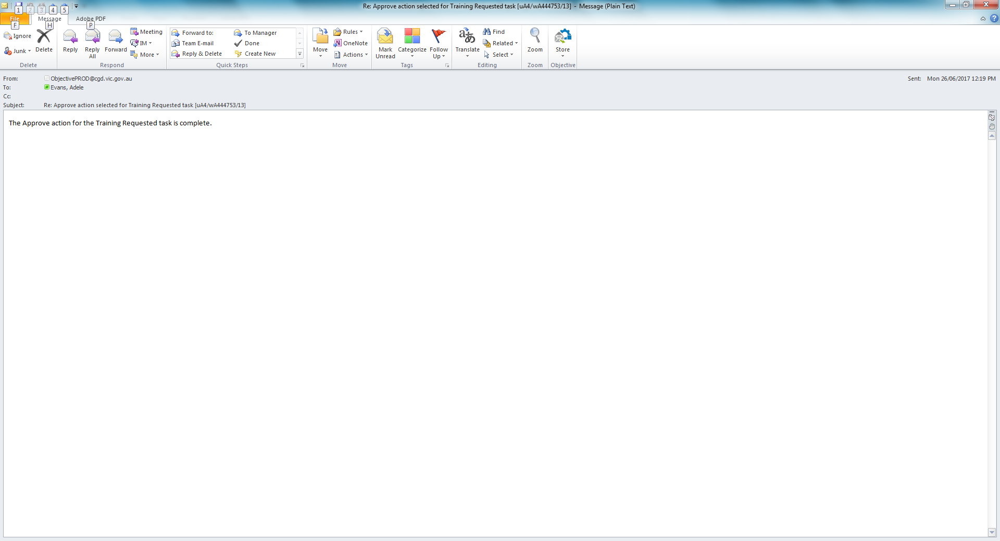 Re: Approve action selected for Training Requested task [uA4/wA444753/13] - Message (Plain Text)
1 2 3 4 5
File Message Adobe PDF
F H P
Ignore
Junk
Delete
Delete
Reply
Reply All
Forward
Meeting
IM
More
Respond
Forward to:
To Manager
Team E-mail
Done
Reply & Delete
Create New
Quick Steps
Move
Rules
OneNote
Actions
Move
Mark Unread
Categorize
Follow Up
Tags
Translate
Find
Related
Select
Editing
Zoom
Zoom
Store
Objective
From: ObjectivePROD@cgd.vic.gov.au
Sent: Mon 26/06/2017 12:19 PM
To: Evans, Adele
Cc:
Subject: Re: Approve action selected for Training Requested task [uA4/wA444753/13]
The Approve action for the Training Requested task is complete.